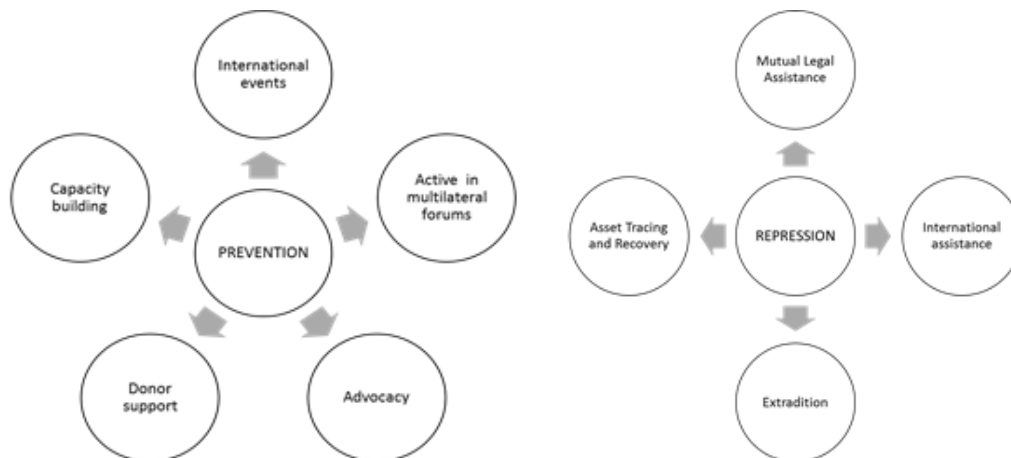 International
events
Capacity
building
Active in
multilateral
forums
PREVENTION
Donor
support
Advocacy
Mutual Legal
Assistance
Asset Tracing
and Recovery
REPRESSION
International
assistance
Extradition